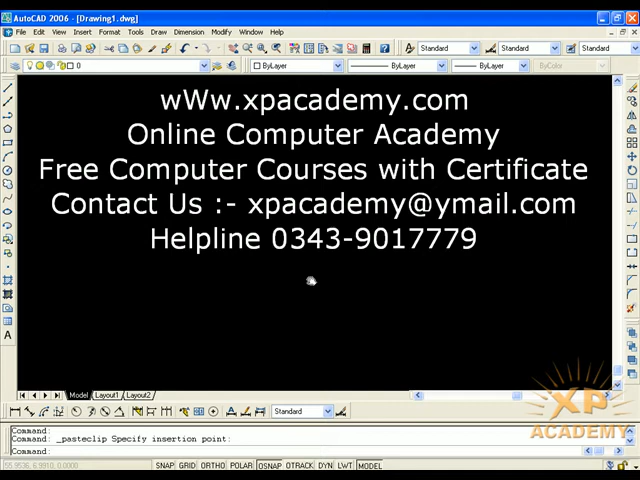 AutoCAD 2006 - [Drawing1.dwg]
File Edit View Insert Format Tools Draw Dimension Modify Window Help
Standard Standard Standard
0 ByLayer ByLayer ByLayer ByColor
wWw.xpacademy.com
Online Computer Academy
Free Computer Courses with Certificate
Contact Us :- xpacademy@ymail.com
Helpline 0343-9017779
Model Layout1 Layout2
Standard
XP
ACADEMY
Command:
Command: _pasteclip Specify insertion point:
Command:
SNAP GRID ORTHO POLAR OSNAP OTRACK DYN LWT MODEL